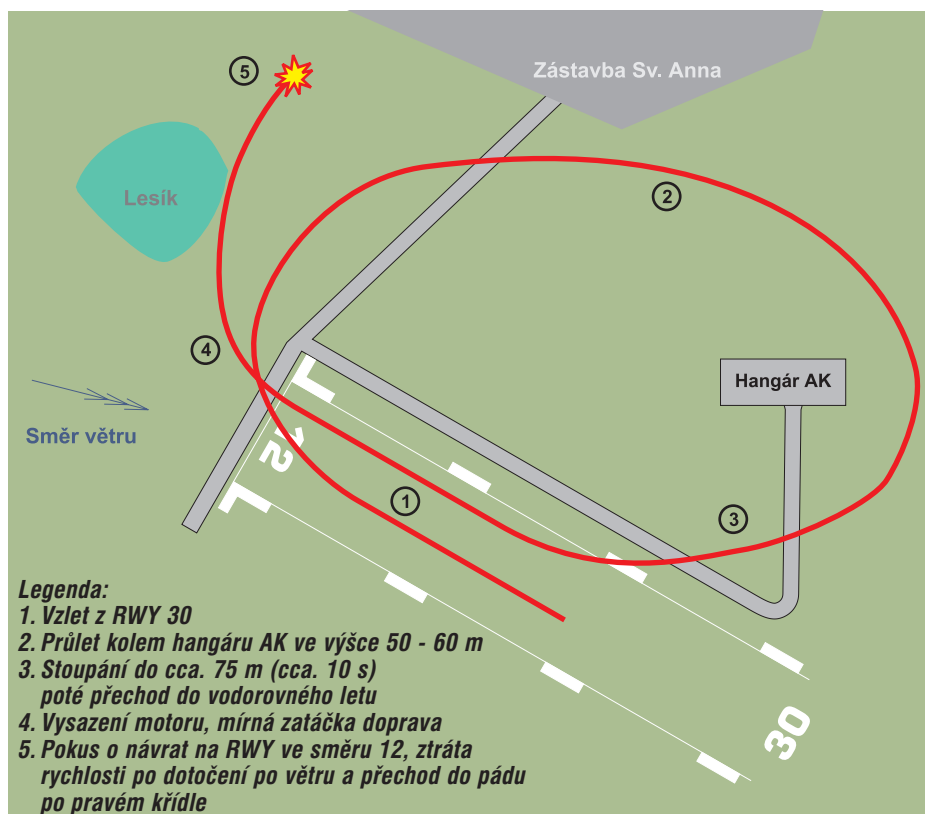 Zástavba Sv. Anna
5
Lesík
2
4
Hangár AK
Směr větru
12
1
3
30
Legenda:
1. Vzlet z RWY 30
2. Průlet kolem hangáru AK ve výšce 50 - 60 m
3. Stoupání do cca. 75 m (cca. 10 s)
poté přechod do vodorovného letu
4. Vysazení motoru, mírná zatáčka doprava
5. Pokus o návrat na RWY ve směru 12, ztráta
rychlosti po dotočení po větru a přechod do pádu
po pravém křídle